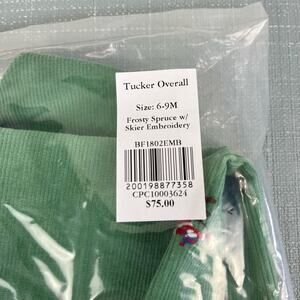 Tucker Overall
Size: 6-9M
Frosty Spruce w/
Skier Embroidery
BF1802EMB
200198877358
CPC10003624
$75.00